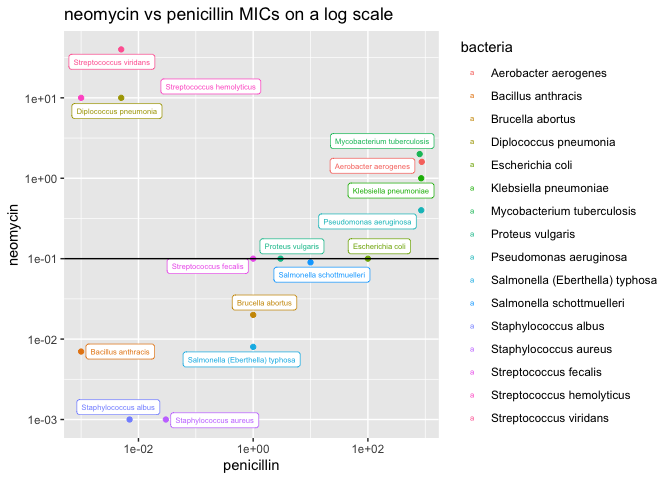 neomycin vs penicillin MICs on a log scale
Streptococcus viridans
Streptococcus hemolyticus
Diplococcus pneumonia
Mycobacterium tuberculosis
Aerobacter aerogenes
Klebsiella pneumoniae
Pseudomonas aeruginosa
Proteus vulgaris
Escherichia coli
Streptococcus fecalis
Salmonella schottmuelleri
Brucella abortus
Bacillus anthracis
Salmonella (Eberthella) typhosa
Staphylococcus albus
Staphylococcus aureus
1e+01
1e+00
1e-01
1e-02
1e-03
neomycin
1e-02
1e+00
1e+02
penicillin
bacteria
a Aerobacter aerogenes
a Bacillus anthracis
a Brucella abortus
a Diplococcus pneumonia
a Escherichia coli
a Klebsiella pneumoniae
a Mycobacterium tuberculosis
a Proteus vulgaris
a Pseudomonas aeruginosa
a Salmonella (Eberthella) typhosa
a Salmonella schottmuelleri
a Staphylococcus albus
a Staphylococcus aureus
a Streptococcus fecalis
a Streptococcus hemolyticus
a Streptococcus viridans